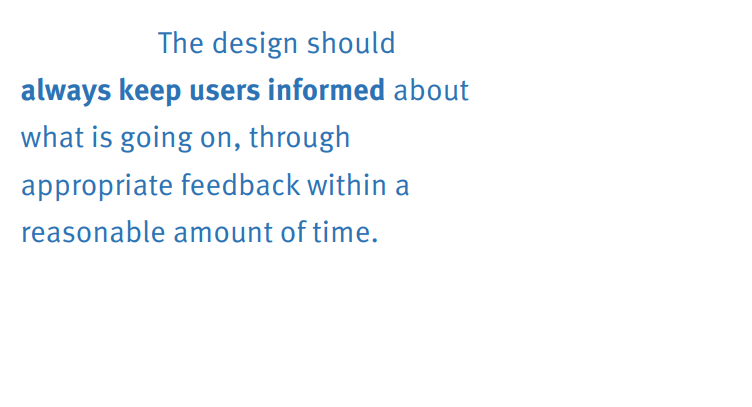 The design should
always keep users informed about
what is going on, through
appropriate feedback within a
reasonable amount of time.